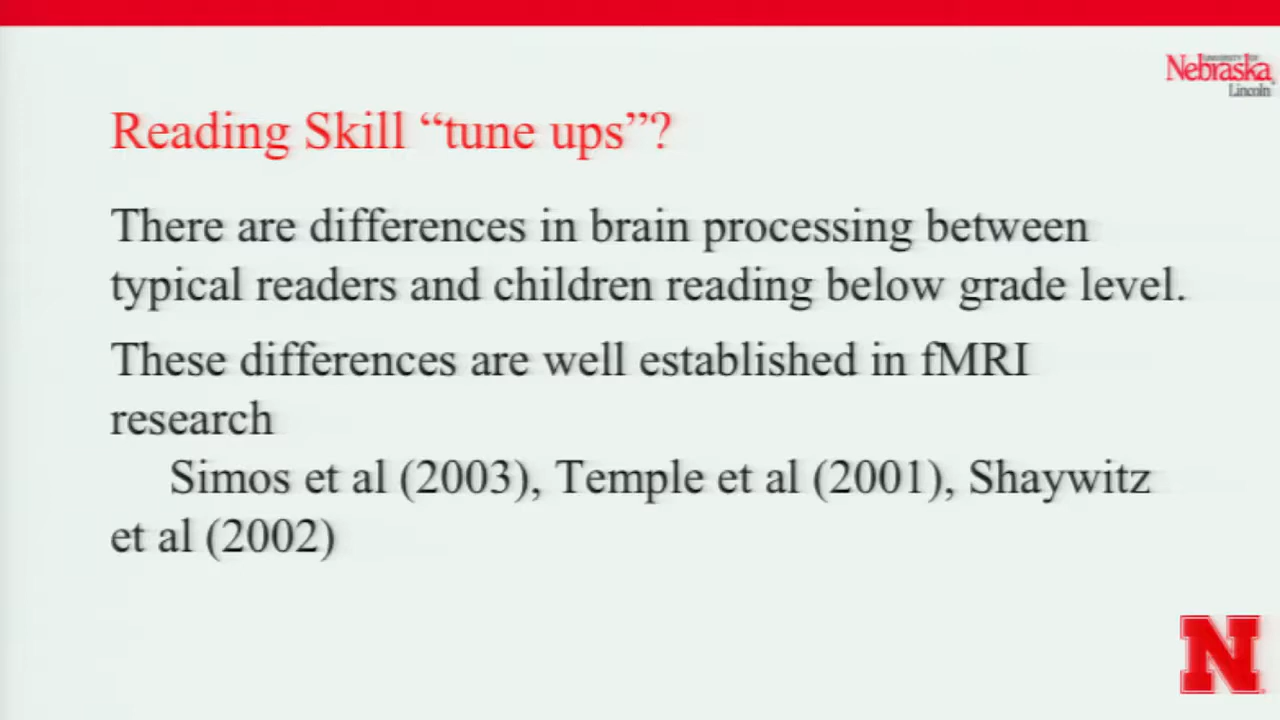 UNIVERSITY OF
Nebraska
Lincoln
Reading Skill “tune ups”?
There are differences in brain processing between
typical readers and children reading below grade level.
These differences are well established in fMRI
research
Simos et al (2003), Temple et al (2001), Shaywitz
et al (2002)
N